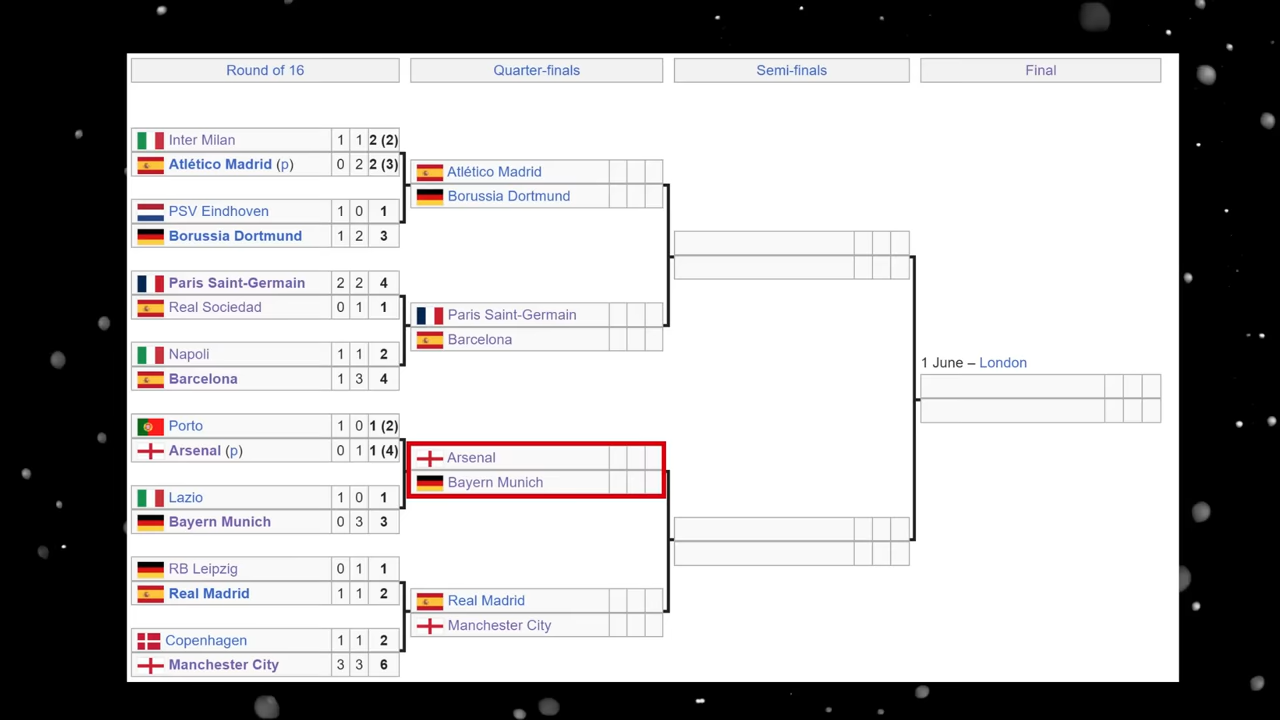 Round of 16 Quarter-finals Semi-finals Final
Inter Milan 1 1 2 (2)
Atlético Madrid (p) 0 2 2 (3)
PSV Eindhoven 1 0 1
Borussia Dortmund 1 2 3
Paris Saint-Germain 2 2 4
Real Sociedad 0 1 1
Napoli 1 1 2
Barcelona 1 3 4
Porto 1 0 1 (2)
Arsenal (p) 0 1 1 (4)
Lazio 1 0 1
Bayern Munich 0 3 3
RB Leipzig 0 1 1
Real Madrid 1 1 2
Copenhagen 1 1 2
Manchester City 3 3 6
Atlético Madrid
Borussia Dortmund
Paris Saint-Germain
Barcelona
Arsenal
Bayern Munich
Real Madrid
Manchester City
1 June – London